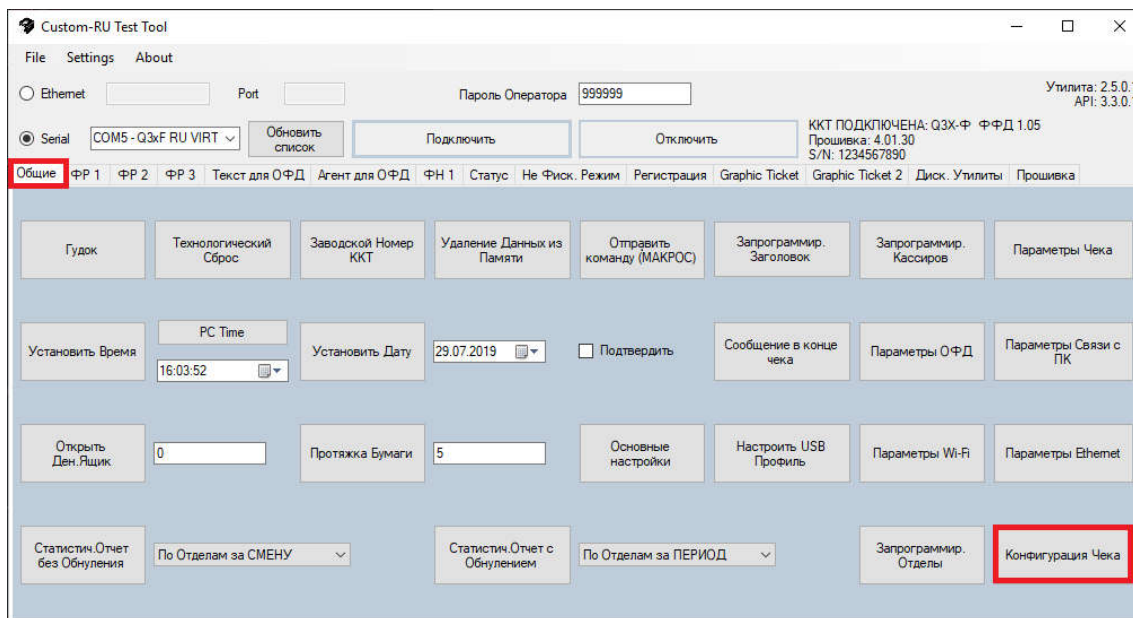 Custom-RU Test Tool
File Settings About
Ethernet Port Пароль Оператора 999999
Утилита: 2.5.0.
API: 3.3.0.
Serial COM5 - Q3xF RU VIRT
Обновить
список
Подключить
Отключить
ККТ ПОДКЛЮЧЕНА: Q3X-Ф ФФД 1.05
Прошивка: 4.01.30
S/N: 1234567890
Общие ФР 1 ФР 2 ФР 3 Текст для ОФД Агент для ОФД ФН 1 Статус Не Фиск. Режим Регистрация Graphic Ticket Graphic Ticket 2 Диск. Утилиты Прошивка
Гудок
Технологический
Сброс
Заводской Номер
ККТ
Удаление Данных из
Памяти
Отправить
команду (МАКРОС)
Запрограммир.
Заголовок
Запрограммир.
Кассиров
Параметры Чека
Установить Время
PC Time
16:03:52
Установить Дату
29.07.2019
Подтвердить
Сообщение в конце
чека
Параметры ОФД
Параметры Связи с
ПК
Открыть
Ден.Ящик
0
Протяжка Бумаги
5
Основные
настройки
Настроить USB
Профиль
Параметры Wi-Fi
Параметры Ethernet
Статистич.Отчет
без Обнуления
По Отделам за СМЕНУ
Статистич.Отчет с
Обнулением
По Отделам за ПЕРИОД
Запрограммир.
Отделы
Конфигурация Чека